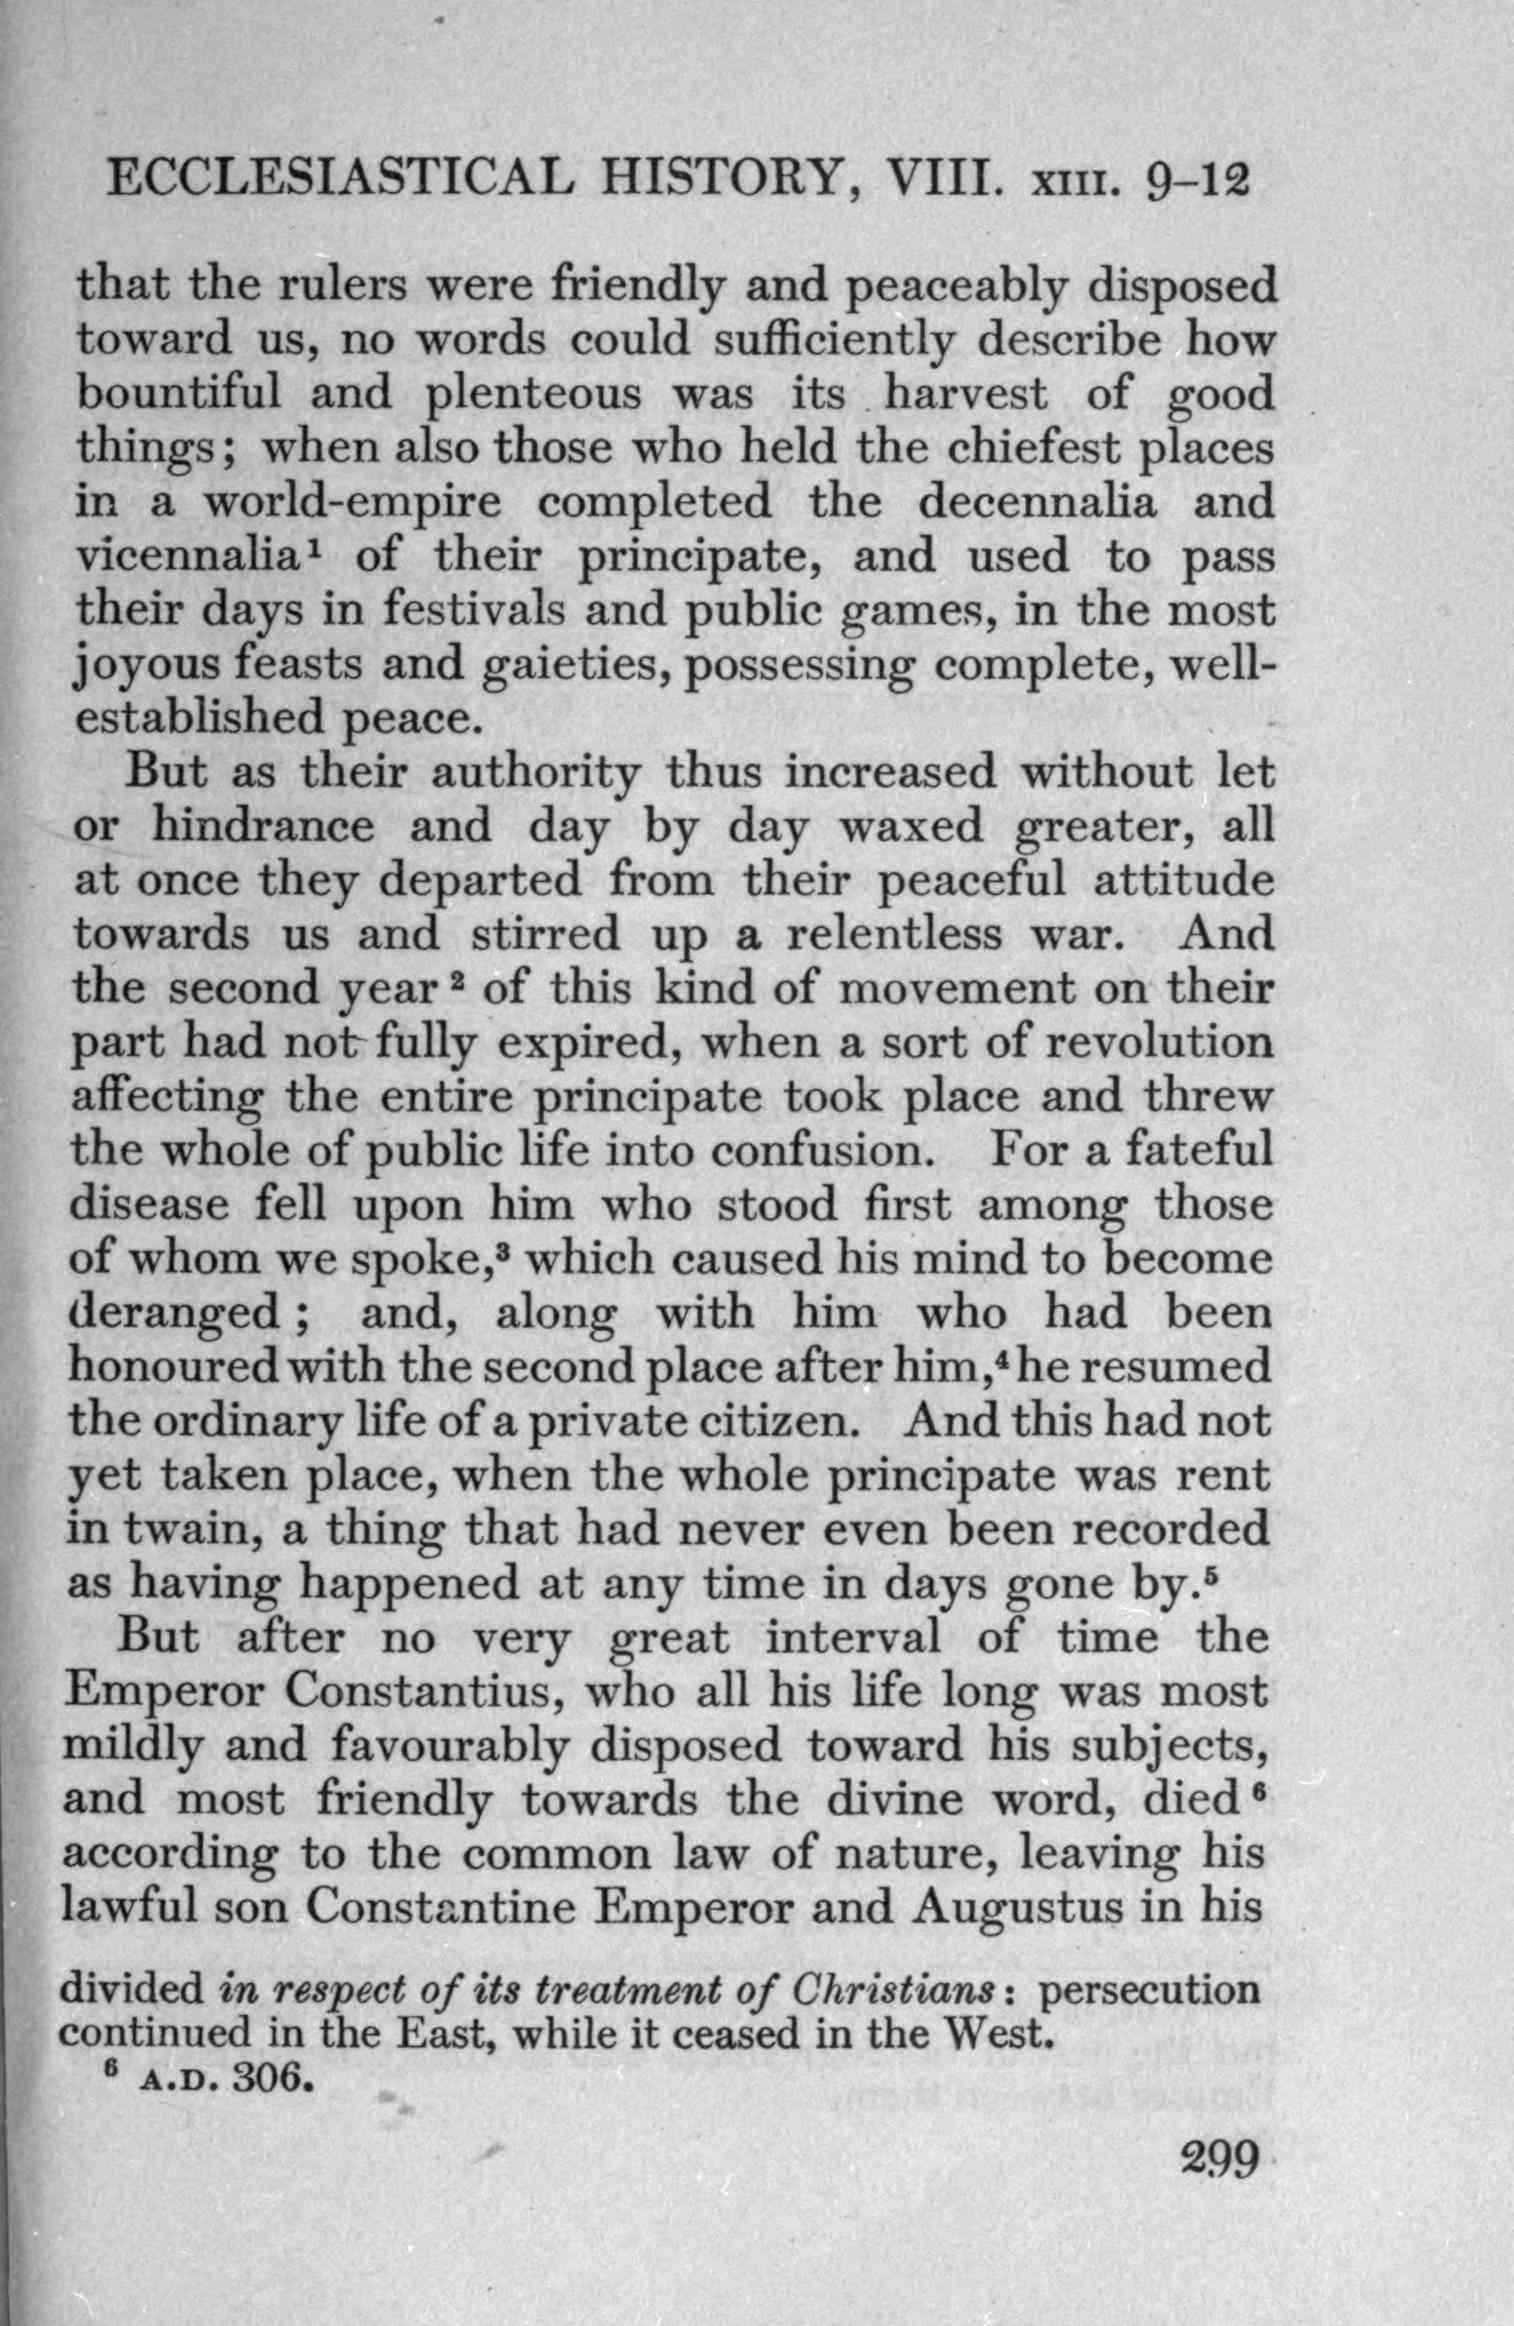 ECCLESIASTICAL HISTORY, VIII. XIII. 9–12
that the rulers were friendly and peaceably disposed
toward us, no words could sufficiently describe how
bountiful and plenteous was its harvest of good
things; when also those who held the chiefest places
in a world-empire completed the decennalia and
vicennalia¹ of their principate, and used to pass
their days in festivals and public games, in the most
joyous feasts and gaieties, possessing complete, well-
established peace.
But as their authority thus increased without let
or hindrance and day by day waxed greater, all
at once they departed from their peaceful attitude
towards us and stirred up a relentless war. And
the second year² of this kind of movement on their
part had not fully expired, when a sort of revolution
affecting the entire principate took place and threw
the whole of public life into confusion. For a fateful
disease fell upon him who stood first among those
of whom we spoke,³ which caused his mind to become
deranged; and, along with him who had been
honoured with the second place after him,⁴ he resumed
the ordinary life of a private citizen. And this had not
yet taken place, when the whole principate was rent
in twain, a thing that had never even been recorded
as having happened at any time in days gone by.⁵
But after no very great interval of time the
Emperor Constantius, who all his life long was most
mildly and favourably disposed toward his subjects,
and most friendly towards the divine word, died⁶
according to the common law of nature, leaving his
lawful son Constantine Emperor and Augustus in his
divided in respect of its treatment of Christians: persecution
continued in the East, while it ceased in the West.
⁶ A.D. 306.
299